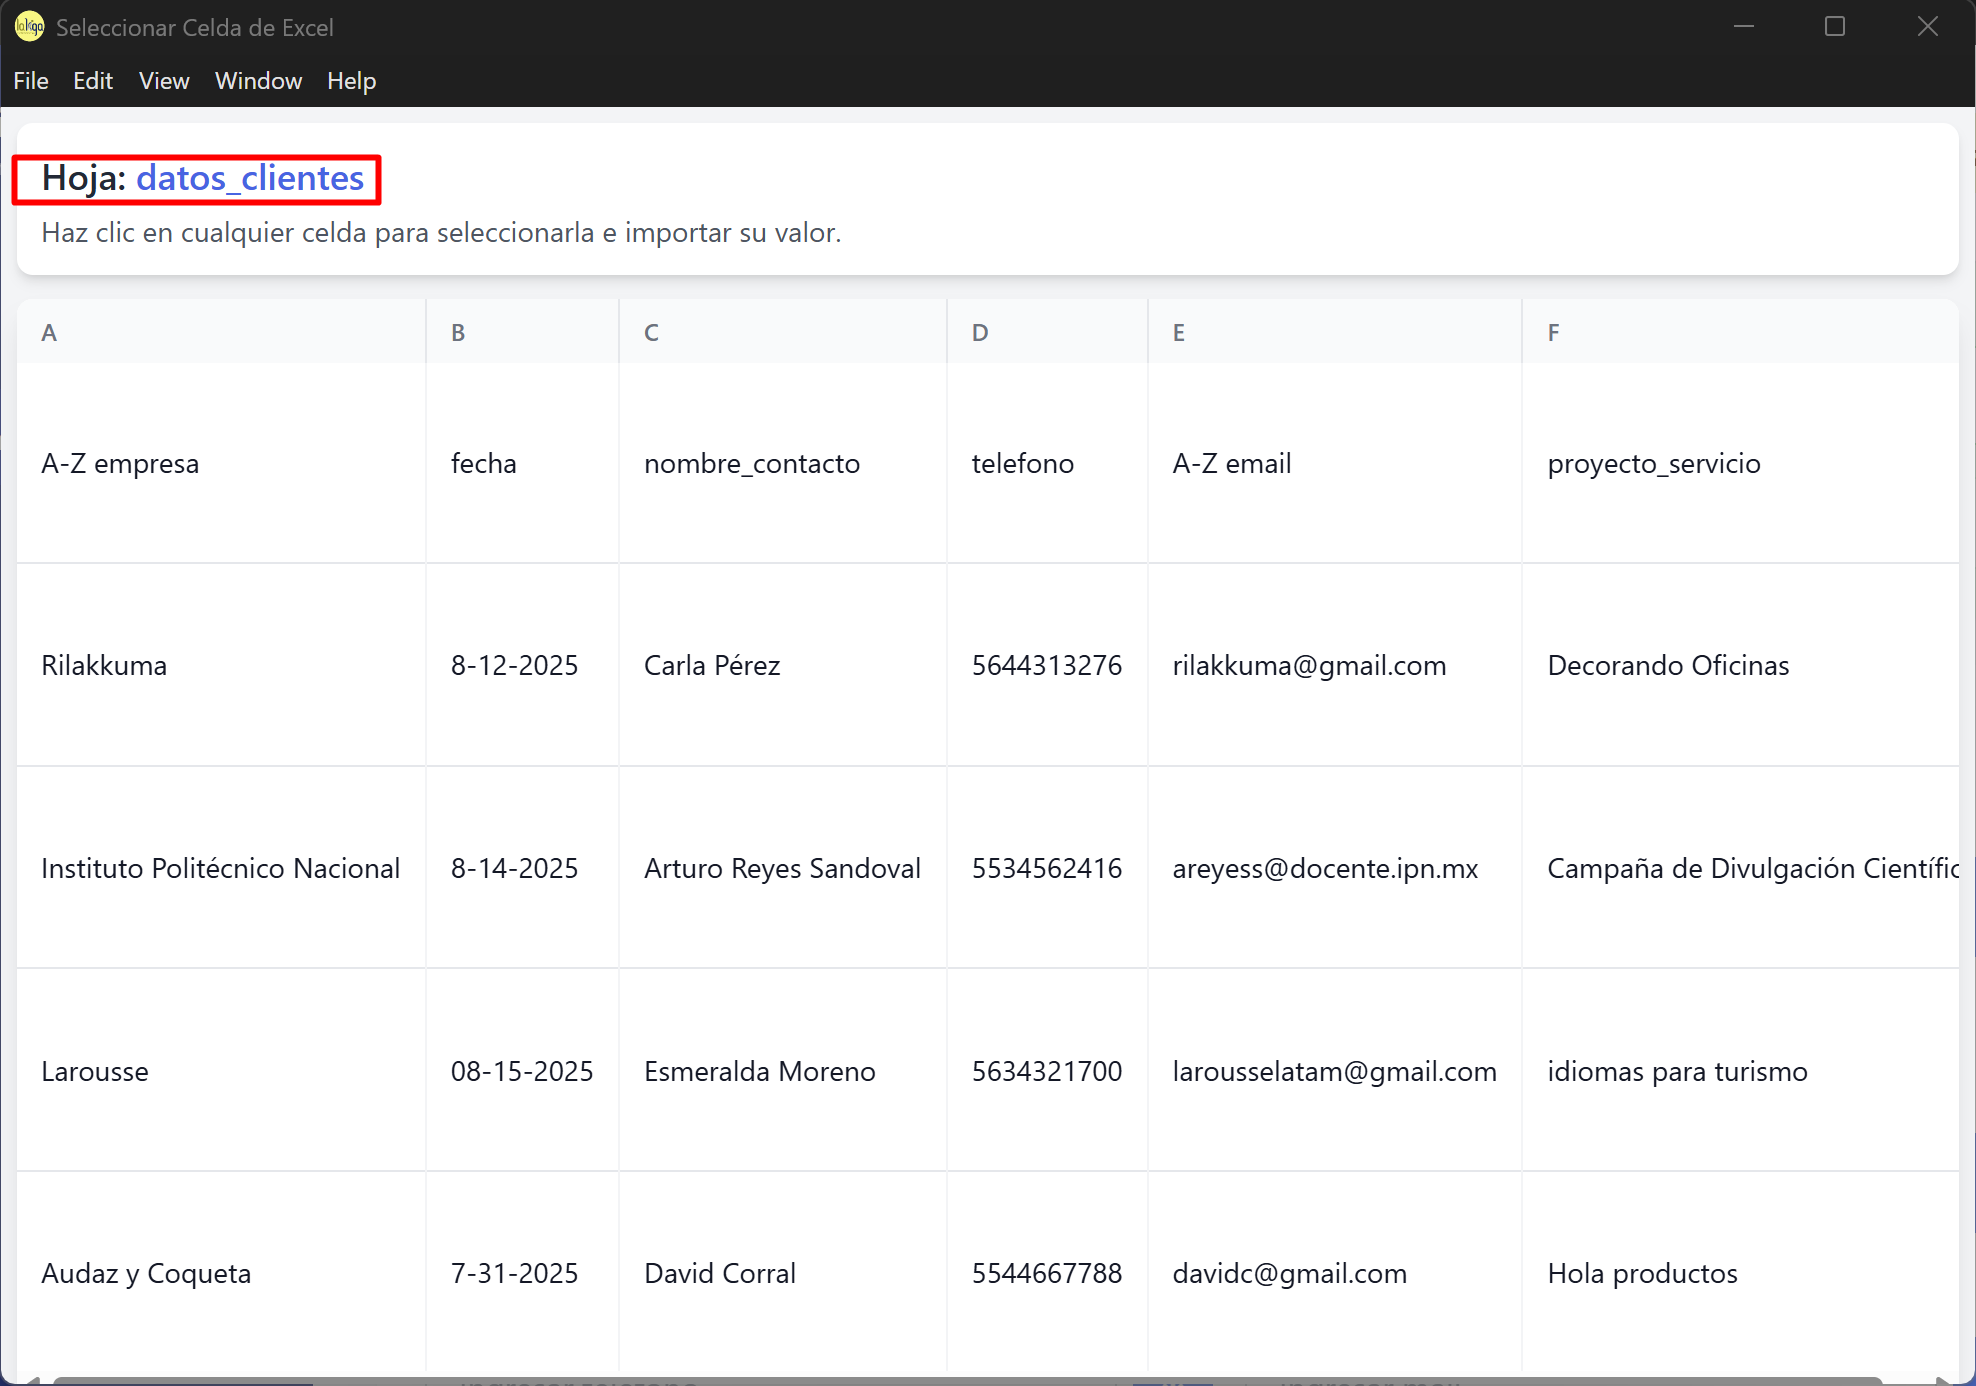 Seleccionar Celda de Excel
File Edit View Window Help
Hoja: datos_clientes
Haz clic en cualquier celda para seleccionarla e importar su valor.
A B C D E F
A-Z empresa fecha nombre_contacto telefono A-Z email proyecto_servicio
Rilakkuma 8-12-2025 Carla Pérez 5644313276 rilakkuma@gmail.com Decorando Oficinas
Instituto Politécnico Nacional 8-14-2025 Arturo Reyes Sandoval 5534562416 areyess@docente.ipn.mx Campaña de Divulgación Científic
Larousse 08-15-2025 Esmeralda Moreno 5634321700 larousselatam@gmail.com idiomas para turismo
Audaz y Coqueta 7-31-2025 David Corral 5544667788 davidc@gmail.com Hola productos